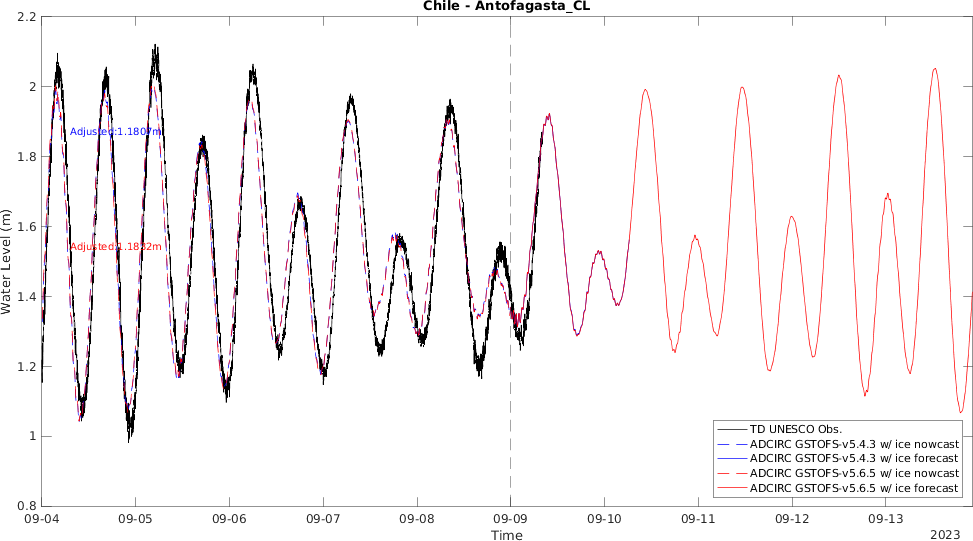 Chile - Antofagasta_CL
2.2
2
1.8
1.6
1.4
1.2
1
0.8
Water Level (m)
Adjusted:1.1807m
Adjusted:1.1832m
TD UNESCO Obs.
ADCIRC GSTOFS-v5.4.3 w/ ice nowcast
ADCIRC GSTOFS-v5.4.3 w/ ice forecast
ADCIRC GSTOFS-v5.6.5 w/ ice nowcast
ADCIRC GSTOFS-v5.6.5 w/ ice forecast
09-04 09-05 09-06 09-07 09-08 09-09 09-10 09-11 09-12 09-13
Time
2023